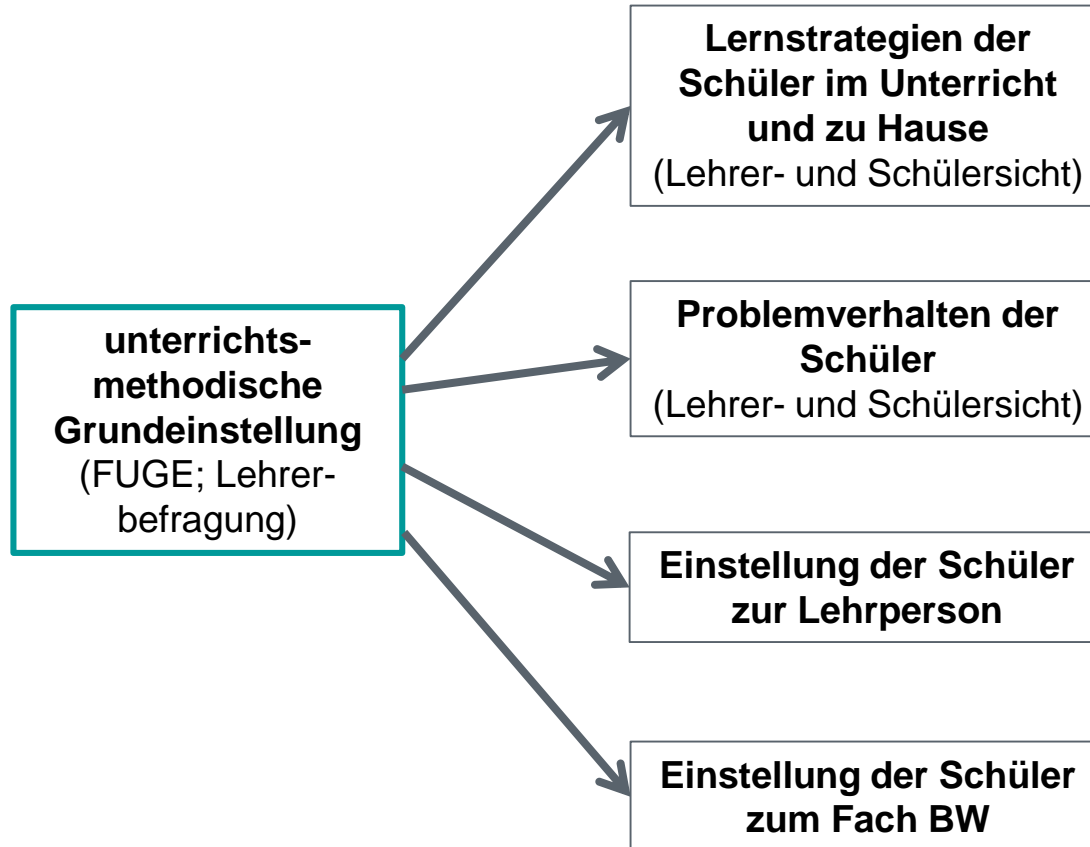 Lernstrategien der
Schüler im Unterricht
und zu Hause
(Lehrer- und Schülersicht)
unterrichts-
methodische
Grundeinstellung
(FUGE; Lehrer-
befragung)
Problemverhalten der
Schüler
(Lehrer- und Schülersicht)
Einstellung der Schüler
zur Lehrperson
Einstellung der Schüler
zum Fach BW